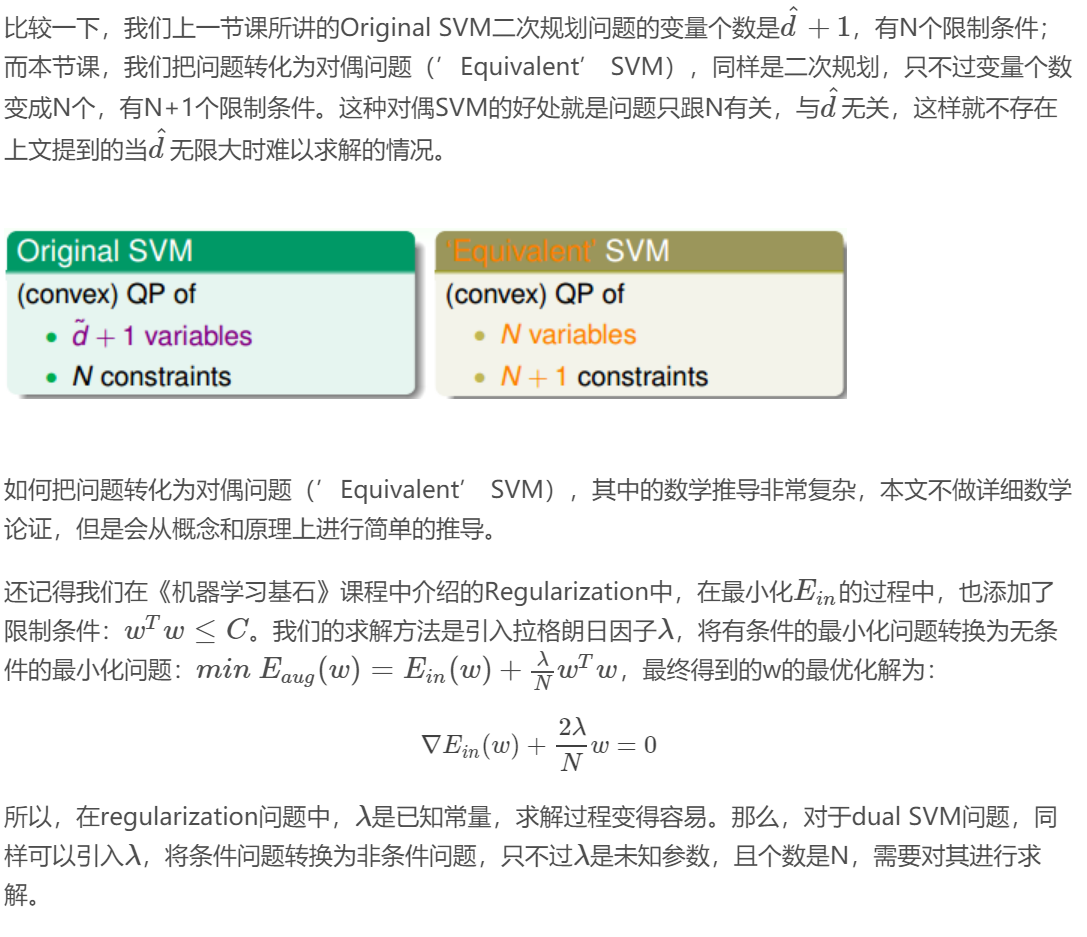 比较一下，我们上一节课所讲的Original SVM二次规划问题的变量个数是$\hat{d}+1$，有N个限制条件；
而本节课，我们把问题转化为对偶问题（’Equivalent’ SVM），同样是二次规划，只不过变量个数
变成N个，有N+1个限制条件。这种对偶SVM的好处就是问题只跟N有关，与$\hat{d}$无关，这样就不存在
上文提到的当$\hat{d}$无限大时难以求解的情况。
Original SVM
(convex) QP of
• $\tilde{d}+1$ variables
• N constraints
'Equivalent' SVM
(convex) QP of
• N variables
• N + 1 constraints
如何把问题转化为对偶问题（’Equivalent’ SVM），其中的数学推导非常复杂，本文不做详细数学
论证，但是会从概念和原理上进行简单的推导。
还记得我们在《机器学习基石》课程中介绍的Regularization中，在最小化$E_{in}$的过程中，也添加了
限制条件：$w^T w \leq C$。我们的求解方法是引入拉格朗日因子λ，将有条件的最小化问题转换为无条
件的最小化问题：$min\ E_{aug}(w) = E_{in}(w) + \frac{\lambda}{N} w^T w$，最终得到的w的最优化解为：
$\nabla E_{in}(w) + \frac{2\lambda}{N} w = 0$
所以，在regularization问题中，λ是已知常量，求解过程变得容易。那么，对于dual SVM问题，同
样可以引入λ，将条件问题转换为非条件问题，只不过λ是未知参数，且个数是N，需要对其进行求
解。